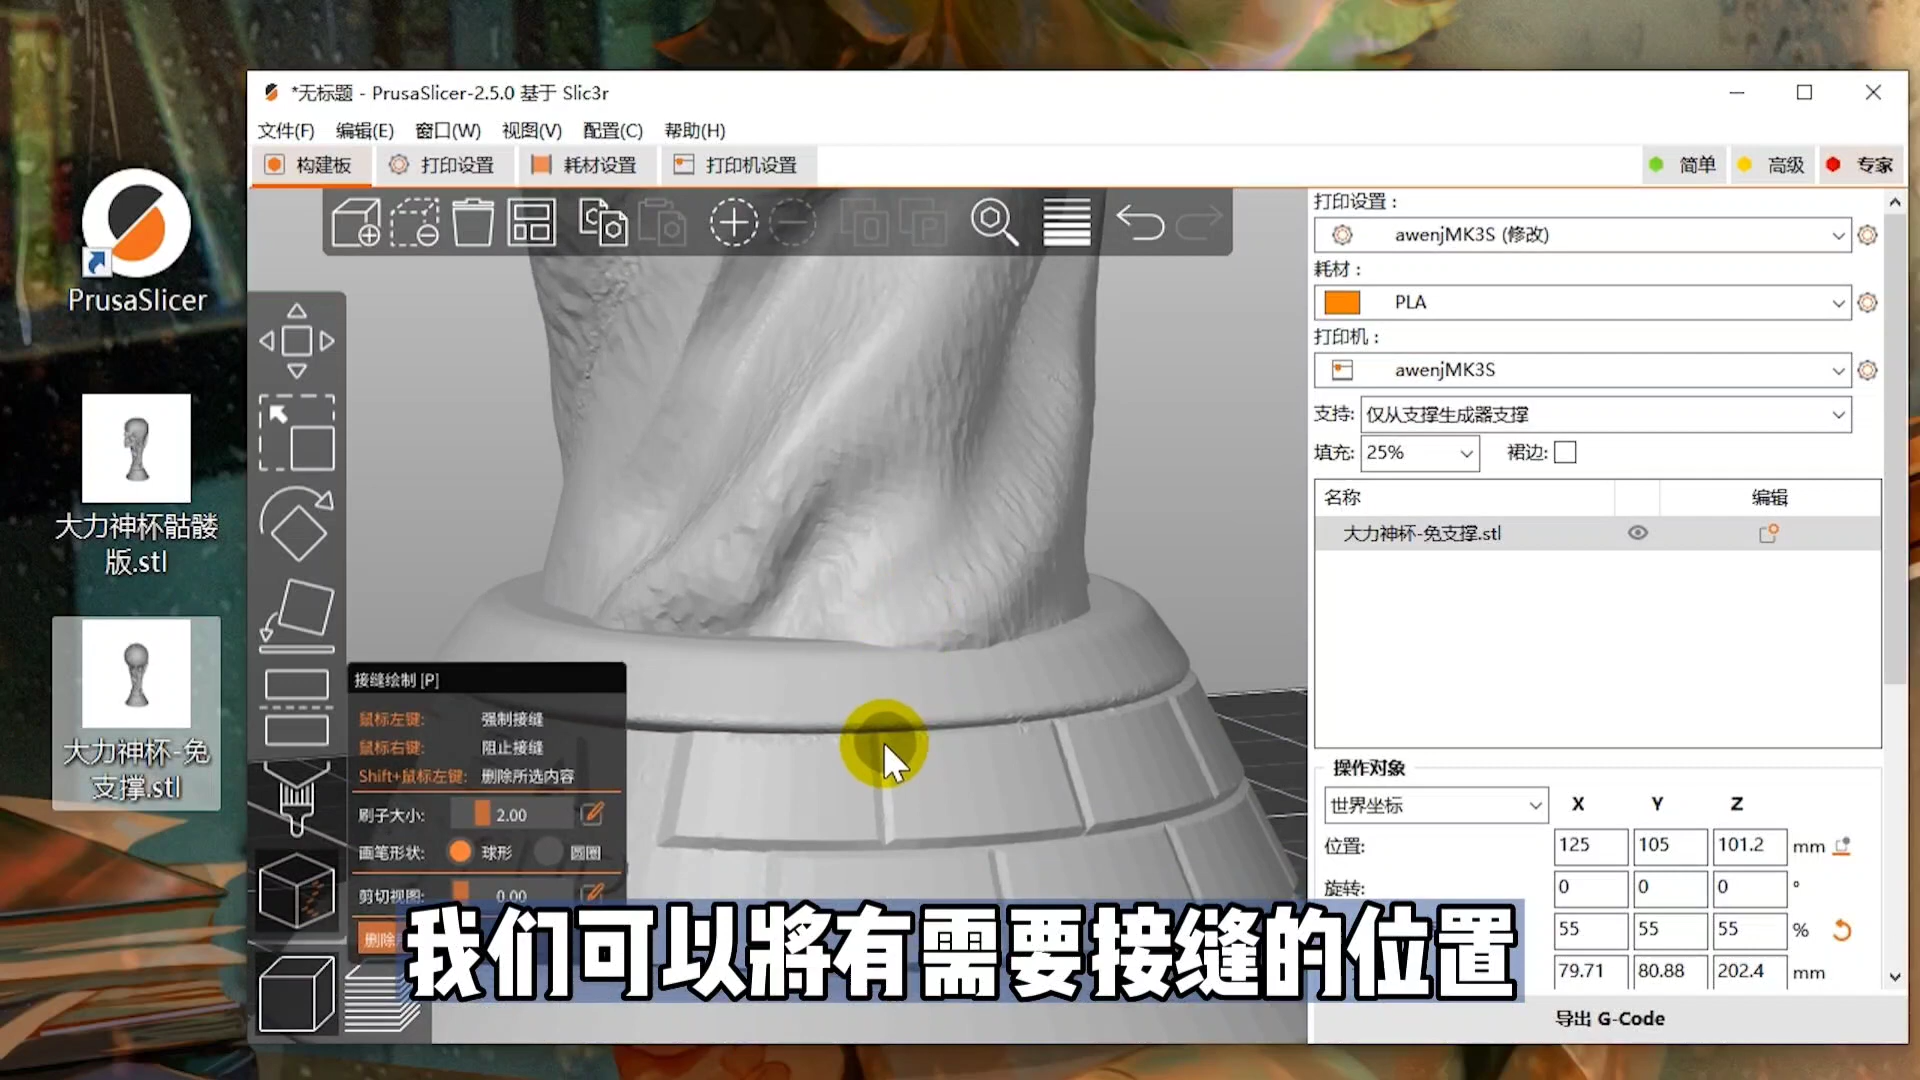 *无标题 - PrusaSlicer-2.5.0 基于 Slic3r
文件(F) 编辑(E) 窗口(W) 视图(V) 配置(C) 帮助(H)
构建板 打印设置 耗材设置 打印机设置 简单 高级 专家
PrusaSlicer
大力神杯骷髅
版.stl
大力神杯-免
支撑.stl
接缝绘制 [P]
鼠标左键: 强制接缝
鼠标右键: 阻止接缝
Shift+鼠标左键: 删除所选内容
刷子大小: 2.00
画笔形状: 球形 圆圈
剪切视图: 0.00
删除
打印设置 :
awenjMK3S (修改)
耗材 :
PLA
打印机 :
awenjMK3S
支持: 仅从支撑生成器支撑
填充: 25% 裙边:
名称 编辑
大力神杯-免支撑.stl
操作对象
世界坐标 X Y Z
位置: 125 105 101.2 mm
旋转: 0 0 0 °
55 55 55 %
79.71 80.88 202.4 mm
导出 G-Code
我们可以將有需要接缝的位置